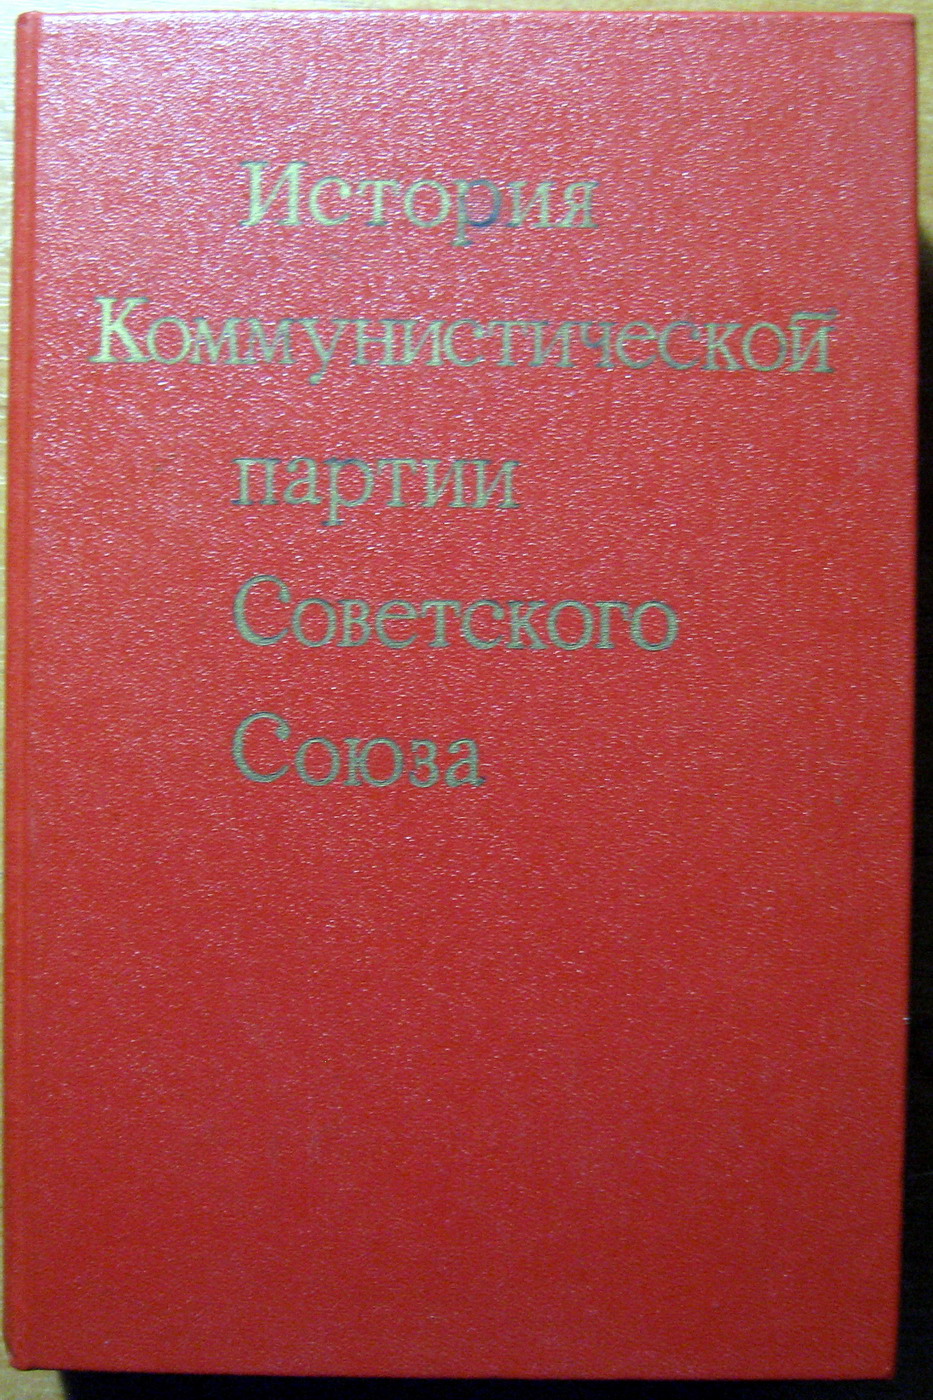 История
Коммунистической
партии
Советского
Союза